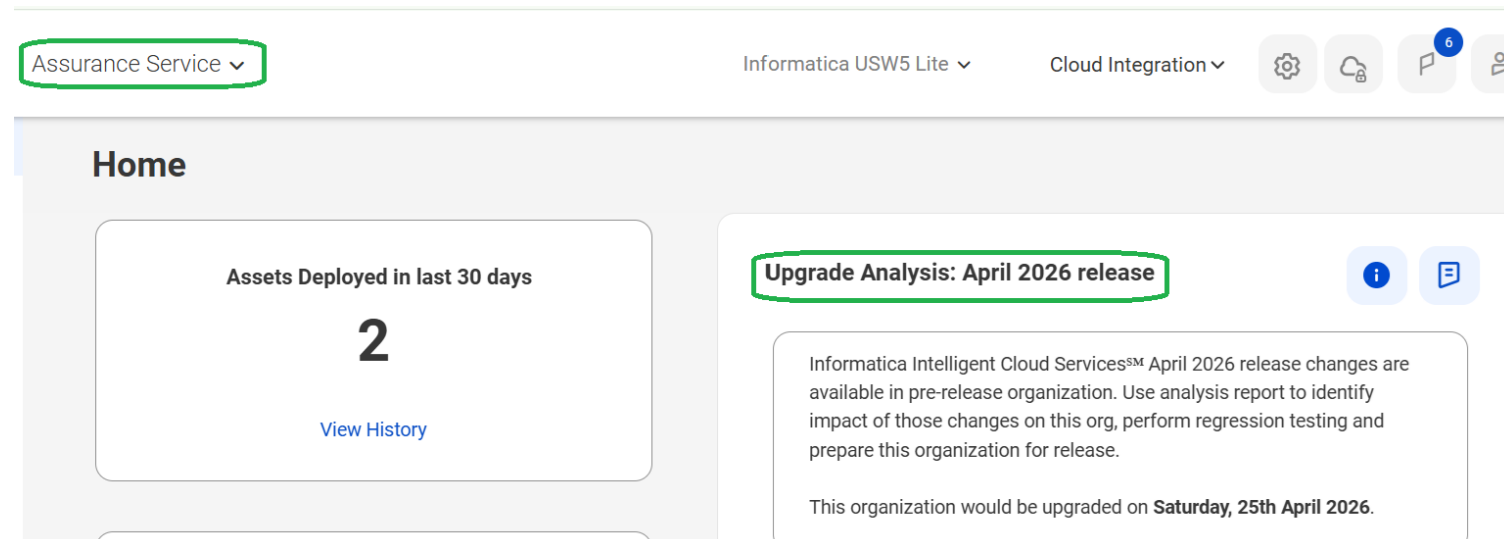 Assurance Service
Informatica USW5 Lite
Cloud Integration
6
Home
Assets Deployed in last 30 days
2
View History
Upgrade Analysis: April 2026 release
Informatica Intelligent Cloud Services℠ April 2026 release changes are
available in pre-release organization. Use analysis report to identify
impact of those changes on this org, perform regression testing and
prepare this organization for release.
This organization would be upgraded on Saturday, 25th April 2026.